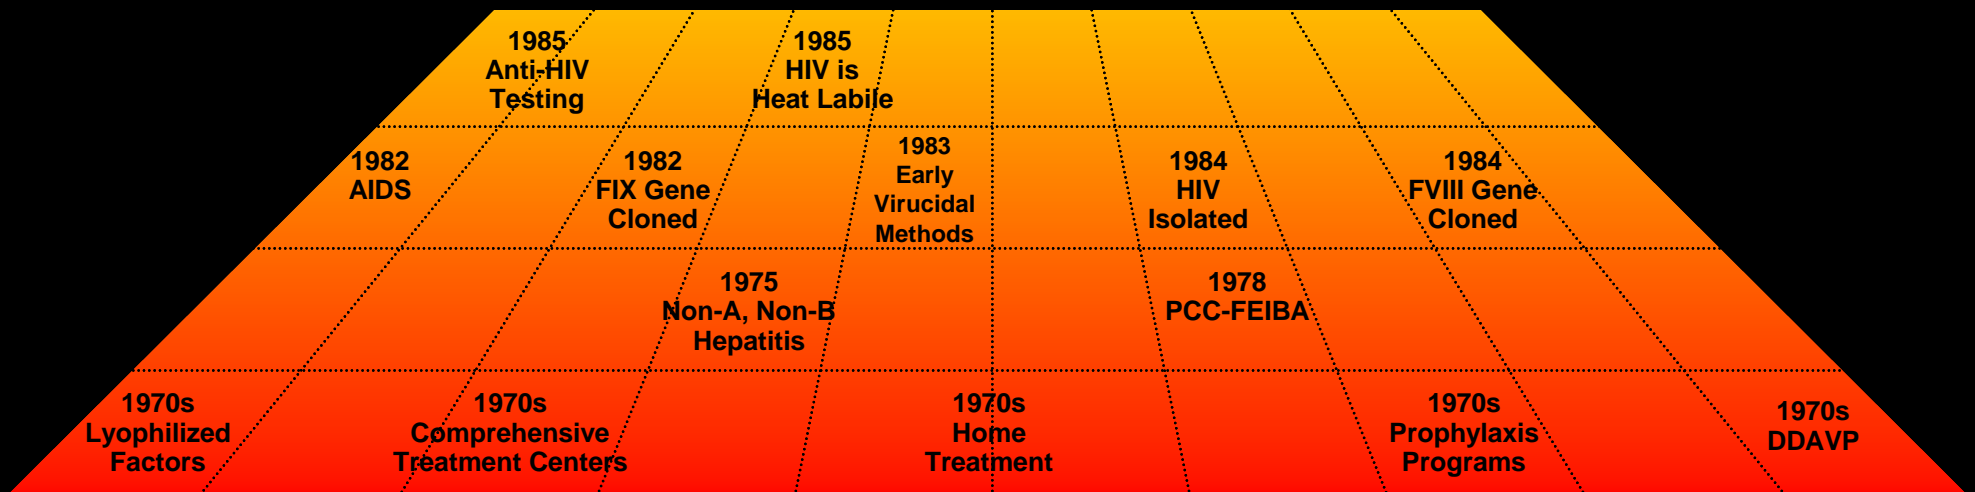 1985
Anti-HIV
Testing
1985
HIV is
Heat Labile
1982
AIDS
1982
FIX Gene
Cloned
1983
Early
Virucidal
Methods
1984
HIV
Isolated
1984
FVIII Gene
Cloned
1975
Non-A, Non-B
Hepatitis
1978
PCC-FEIBA
1970s
Lyophilized
Factors
1970s
Comprehensive
Treatment Centers
1970s
Home
Treatment
1970s
Prophylaxis
Programs
1970s
DDAVP